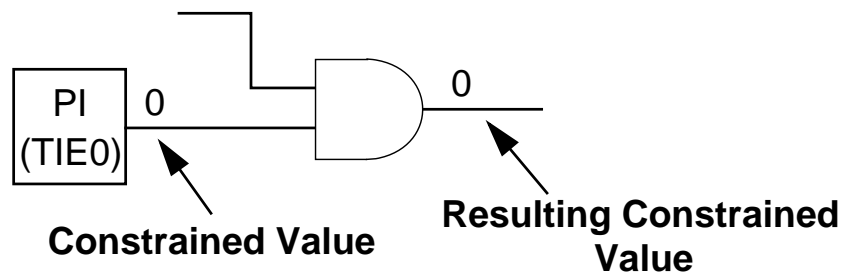 PI
(TIE0)
0
0
Constrained Value
Resulting Constrained
Value